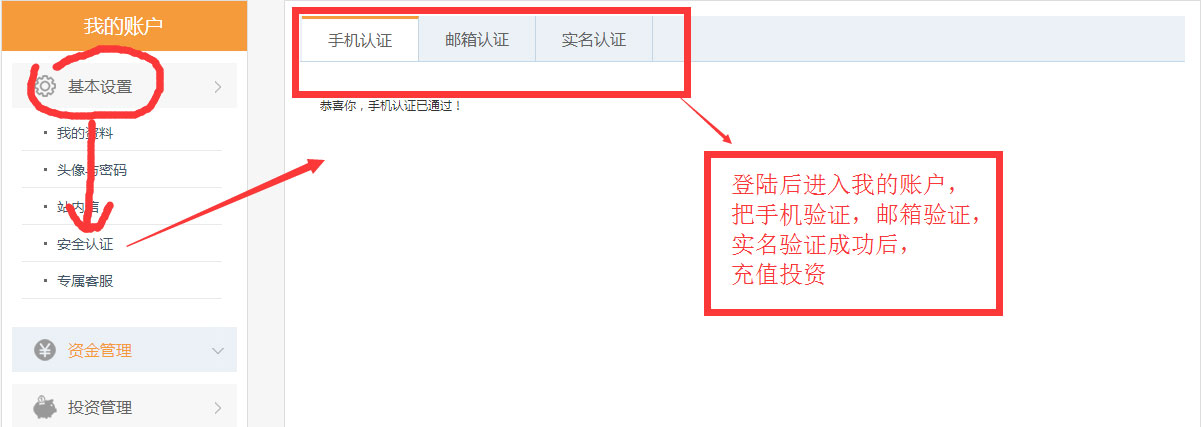 我的账户
基本设置
我的资料
头像与密码
站内信
安全认证
专属客服
资金管理
投资管理
手机认证
邮箱认证
实名认证
恭喜你，手机认证已通过！
登陆后进入我的账户，
把手机验证，邮箱验证，
实名验证成功后，
充值投资